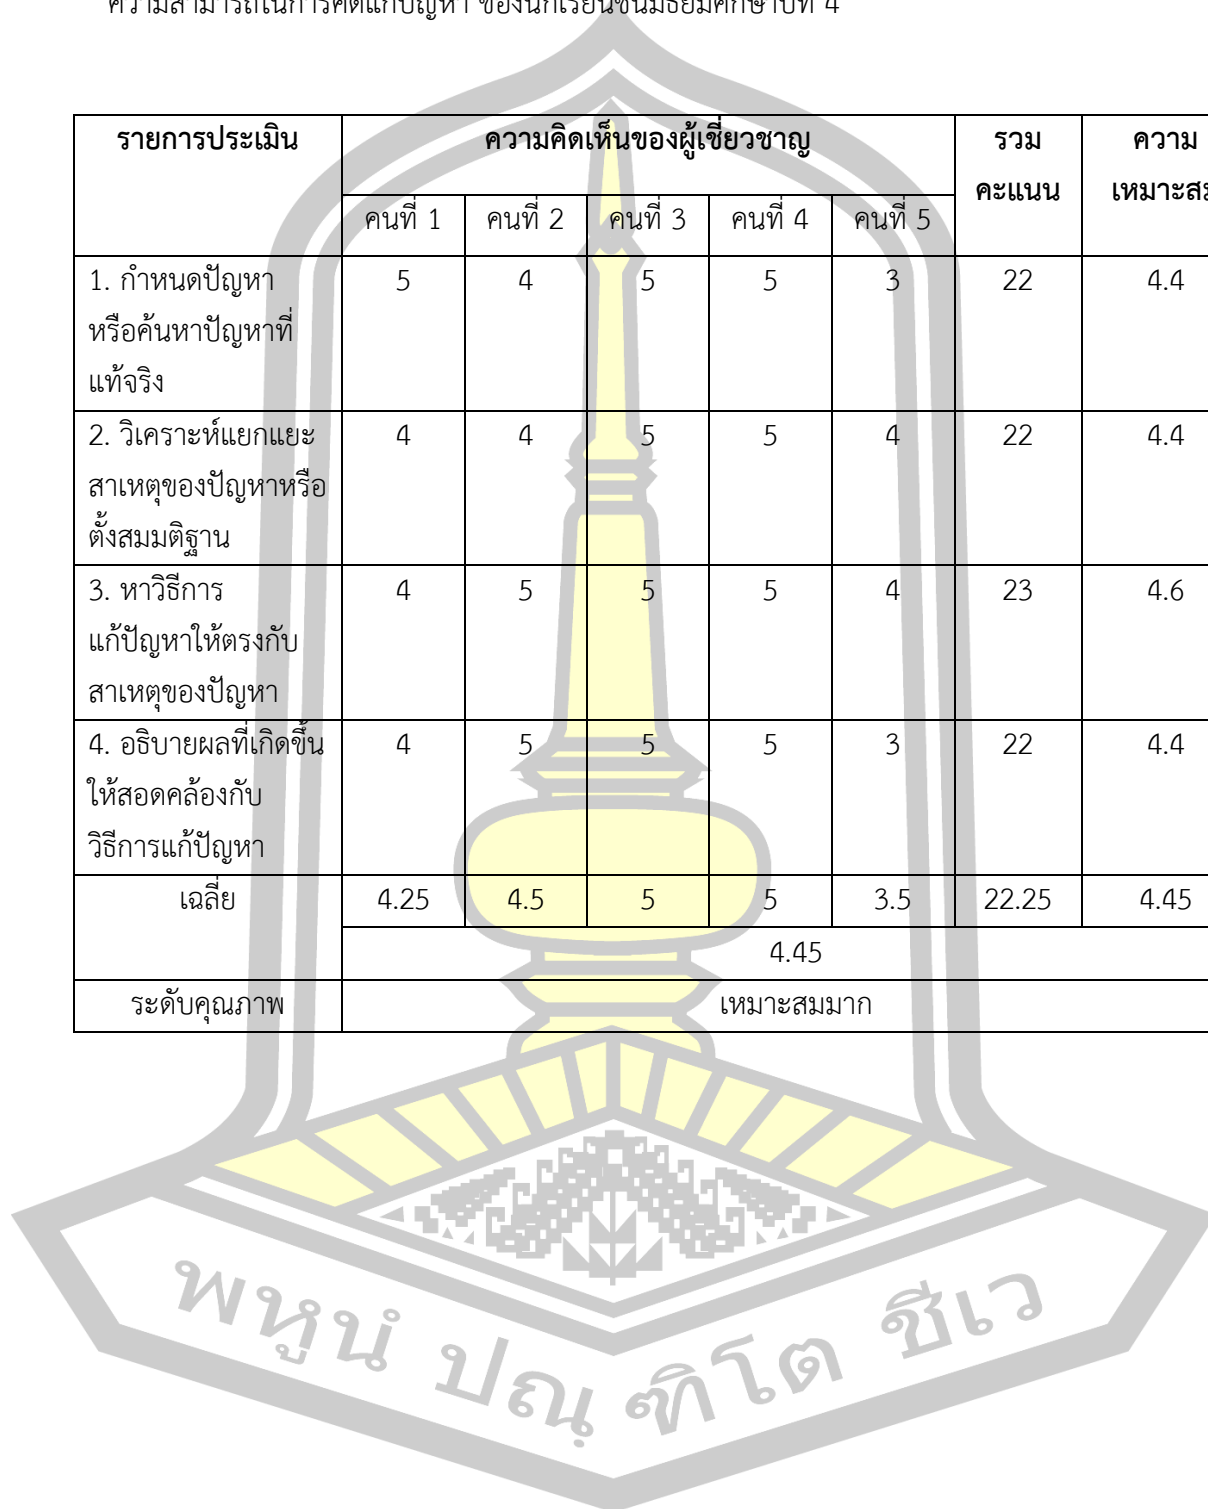 ความสามารถในการคิดแก้ปัญหา ของนักเรียนชั้นมัธยมศึกษาปีที่ 4
รายการประเมิน ความคิดเห็นของผู้เชี่ยวชาญ รวม ความ
คะแนน เหมาะสม
คนที่ 1 คนที่ 2 คนที่ 3 คนที่ 4 คนที่ 5
1. กำหนดปัญหา 5 4 5 5 3 22 4.4
หรือค้นหาปัญหาที่
แท้จริง
2. วิเคราะห์แยกแยะ 4 4 5 5 4 22 4.4
สาเหตุของปัญหาหรือ
ตั้งสมมติฐาน
3. หาวิธีการ 4 5 5 5 4 23 4.6
แก้ปัญหาให้ตรงกับ
สาเหตุของปัญหา
4. อธิบายผลที่เกิดขึ้น 4 5 5 5 3 22 4.4
ให้สอดคล้องกับ
วิธีการแก้ปัญหา
เฉลี่ย 4.25 4.5 5 5 3.5 22.25 4.45
4.45
ระดับคุณภาพ เหมาะสมมาก
พหูนํ ปณฺ ฑิโต ชีเว